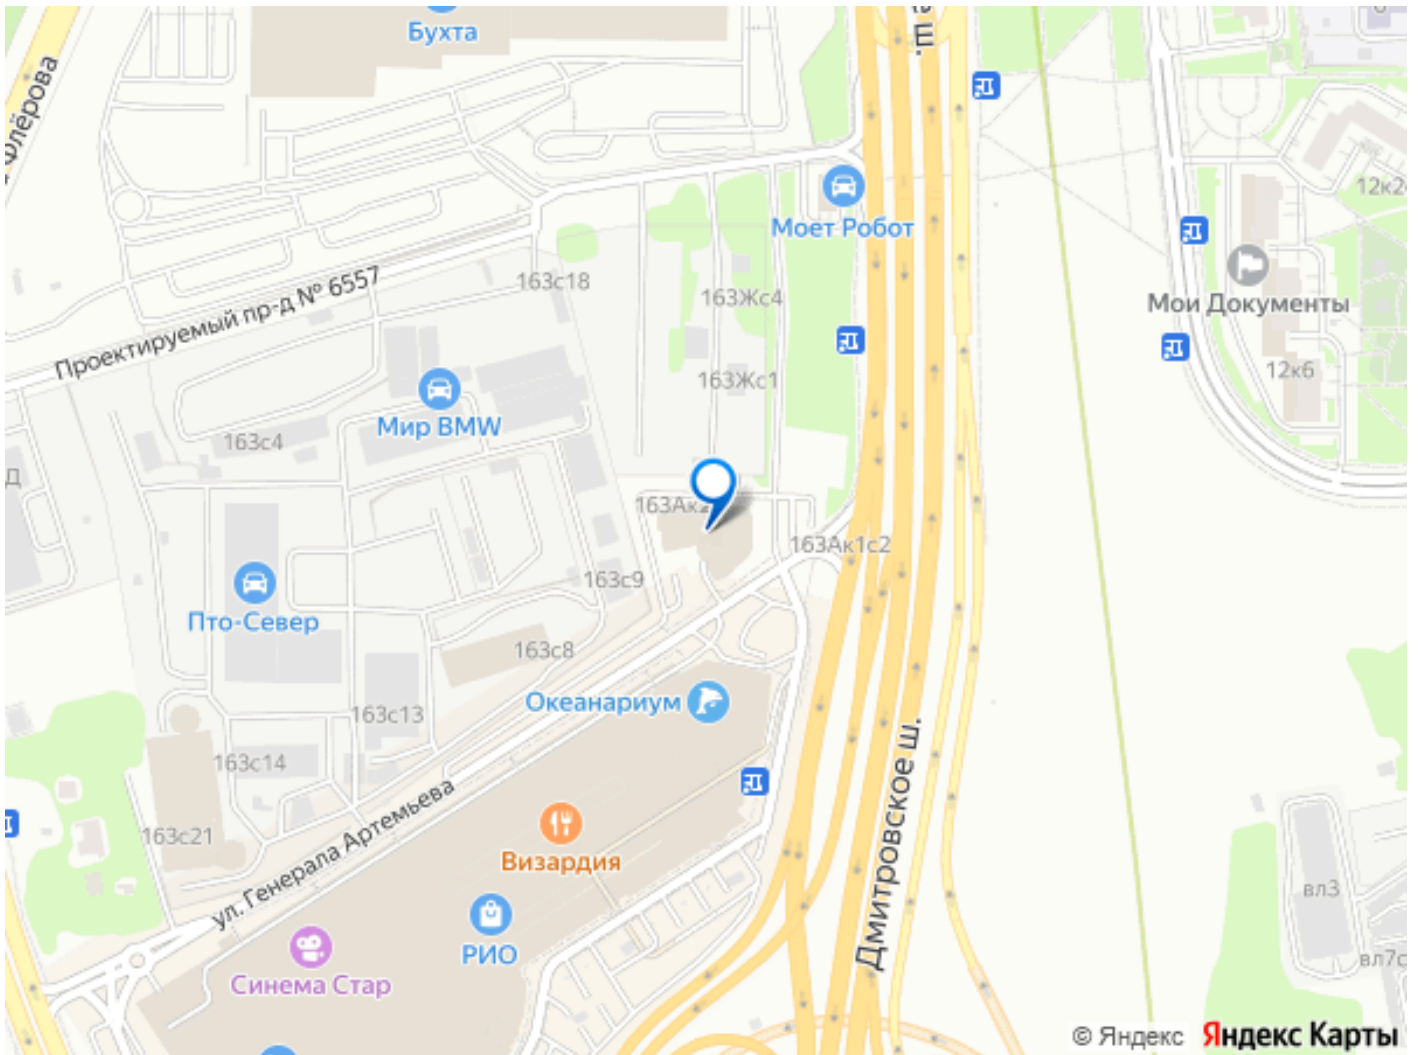 Бухта
Флёрова
ш.
Моет Робот
12к2
Мои Документы
163с18
163Жс4
Проектируемый пр-д № 6557
163Жс1
12к6
Мир BMW
163с4
Д
163Ак2
163Ак1с2
163с9
Пто-Север
163с8
Океанариум
163с13
163с14
Дмитровское ш.
163с21
ул. Генерала Артемьева
Визардия
вл3
РИО
вл7с
Синема Стар
© Яндекс Яндекс Карты